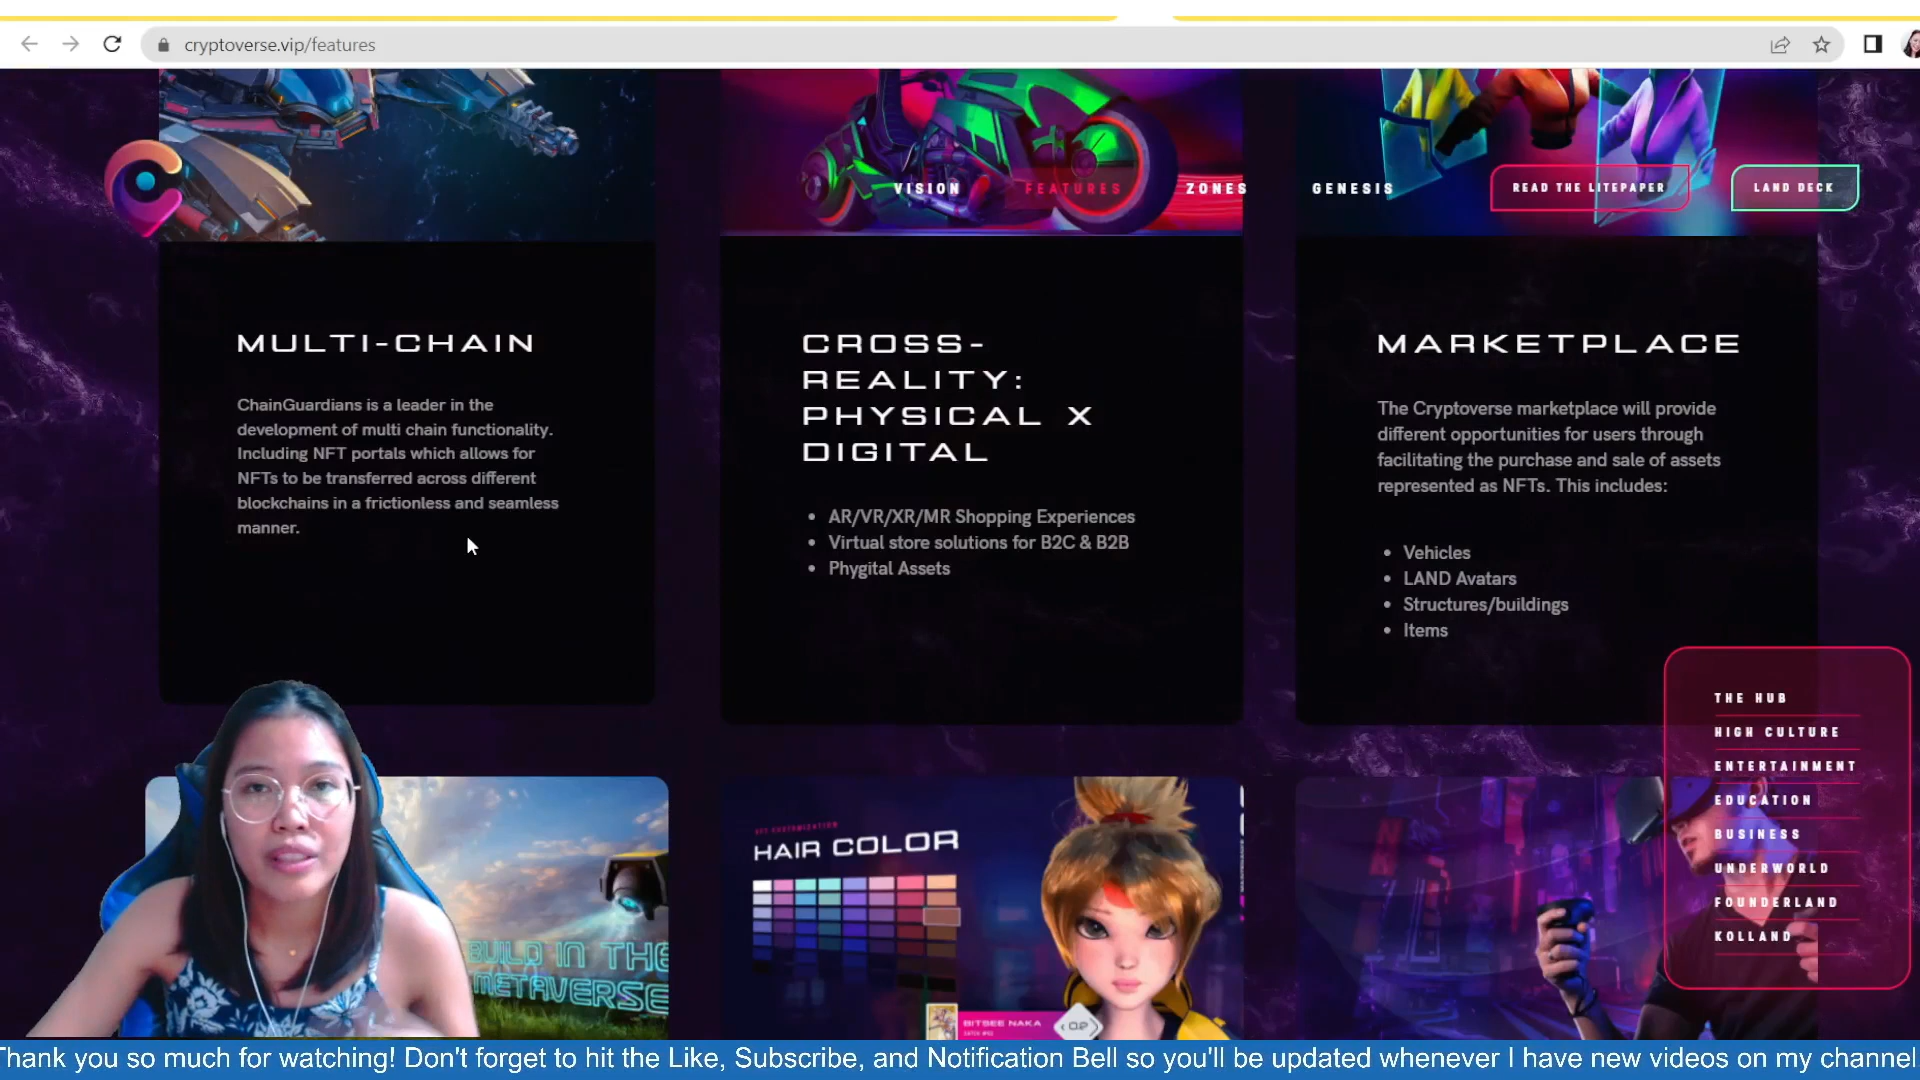 cryptoverse.vip/features
VISION
FEATURES
ZONES
GENESIS
READ THE LITEPAPER
LAND DECK
MULTI-CHAIN
ChainGuardians is a leader in the
development of multi chain functionality.
Including NFT portals which allows for
NFTs to be transferred across different
blockchains in a frictionless and seamless
manner.
CROSS-
REALITY:
PHYSICAL X
DIGITAL
AR/VR/XR/MR Shopping Experiences
Virtual store solutions for B2C & B2B
Phygital Assets
MARKETPLACE
The Cryptoverse marketplace will provide
different opportunities for users through
facilitating the purchase and sale of assets
represented as NFTs. This includes:
Vehicles
LAND Avatars
Structures/buildings
Items
THE HUB
HIGH CULTURE
ENTERTAINMENT
EDUCATION
BUSINESS
UNDERWORLD
FOUNDERLAND
KOLLAND
BUILD IN THE
METAVERSE
NFT CUSTOMIZATION
HAIR COLOR
BITSEE NAKA
Thank you so much for watching! Don't forget to hit the Like, Subscribe, and Notification Bell so you'll be updated whenever I have new videos on my channel